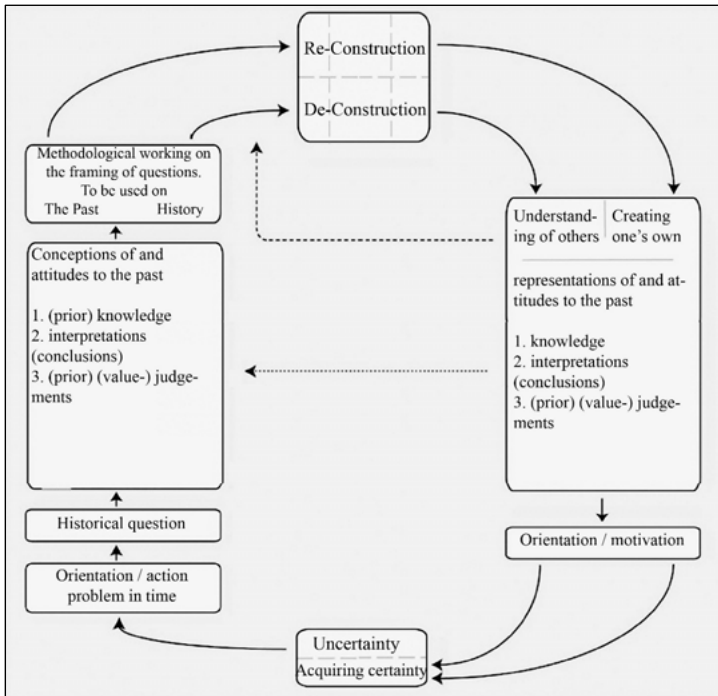 Re-Construction
De-Construction
Methodological working on
the framing of questions.
To be used on
The Past History
Conceptions of and
attitudes to the past
1. (prior) knowledge
2. interpretations
(conclusions)
3. (prior) (value-) judge-
ments
Historical question
Orientation / action
problem in time
Understand-
ing of others
Creating
one's own
representations of and at-
titudes to the past
1. knowledge
2. interpretations
(conclusions)
3. (prior) (value-) judge-
ments
Orientation / motivation
Uncertainty
Acquiring certainty